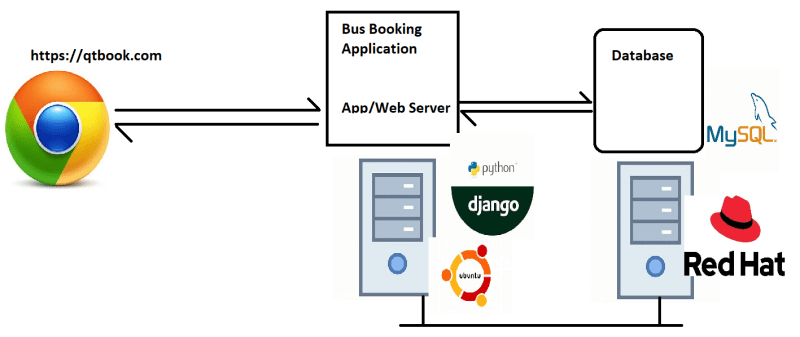 https://qtbook.com
Bus Booking
Application
App/Web Server
Database
MySQL
python
django
ubuntu
Red Hat